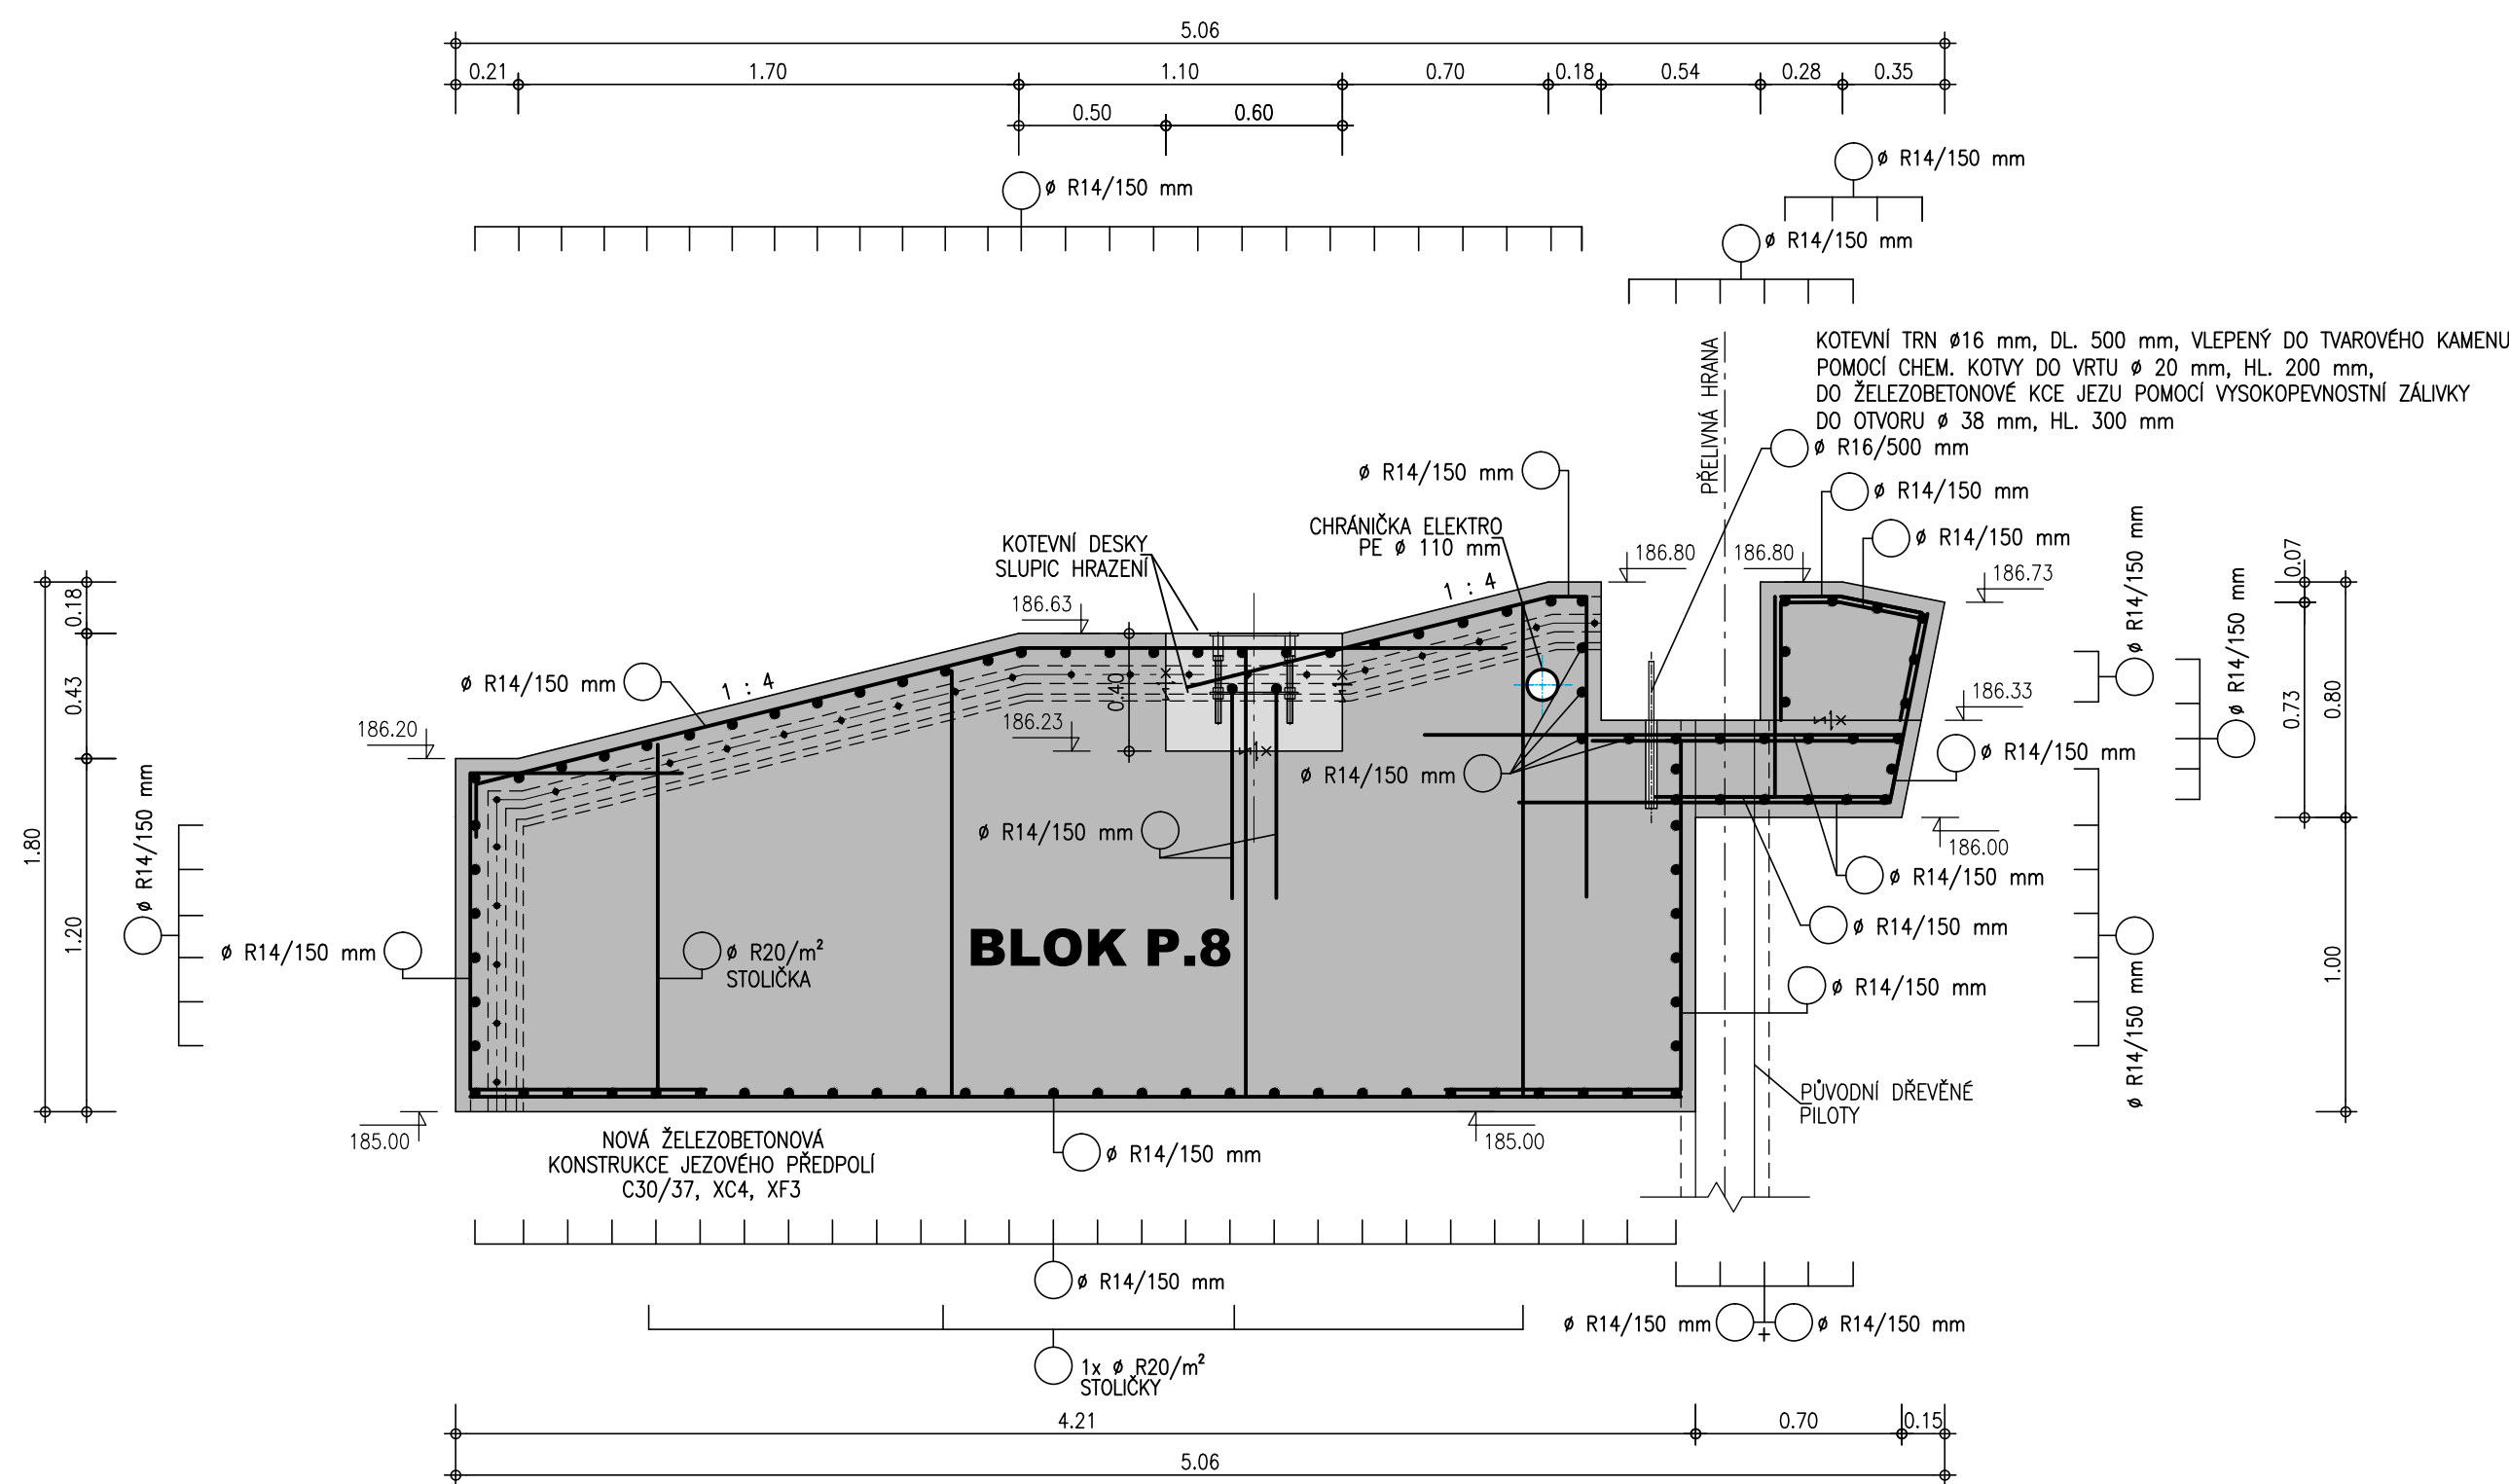 5.06
0.21 1.70 1.10 0.70 0.18 0.54 0.28 0.35
0.50 0.60
ø R14/150 mm
ø R14/150 mm
ø R14/150 mm
KOTEVNÍ TRN ø16 mm, DL. 500 mm, VLEPENÝ DO TVAROVÉHO KAMENU
POMOCÍ CHEM. KOTVY DO VRTU ø 20 mm, HL. 200 mm,
DO ŽELEZOBETONOVÉ KCE JEZU POMOCÍ VYSOKOPEVNOSTNÍ ZÁLIVKY
DO OTVORU ø 38 mm, HL. 300 mm
ø R16/500 mm
PŘELIVNÁ HRANA
ø R14/150 mm
ø R14/150 mm
ø R14/150 mm
CHRÁNIČKA ELEKTRO
PE ø 110 mm
KOTEVNÍ DESKY
SLUPIC HRAZENÍ
186.80
186.80
186.73
186.63
1 : 4
1 : 4
ø R14/150 mm
186.20
186.23
0.40
186.33
186.00
0.18
0.43
1.20
1.80
ø R14/150 mm
ø R14/150 mm
ø R14/150 mm
0.07
0.73
0.80
1.00
ø R14/150 mm
ø R14/150 mm
ø R14/150 mm
ø R14/150 mm
ø R14/150 mm
ø R14/150 mm
ø R14/150 mm
ø R14/150 mm
ø R20/m²
STOLIČKA
BLOK P.8
ø R14/150 mm
PŮVODNÍ DŘEVĚNÉ
PILOTY
185.00
185.00
NOVÁ ŽELEZOBETONOVÁ
KONSTRUKCE JEZOVÉHO PŘEDPOLÍ
C30/37, XC4, XF3
ø R14/150 mm
ø R14/150 mm
ø R14/150 mm + ø R14/150 mm
1x ø R20/m²
STOLIČKY
4.21 0.70 0.15
5.06